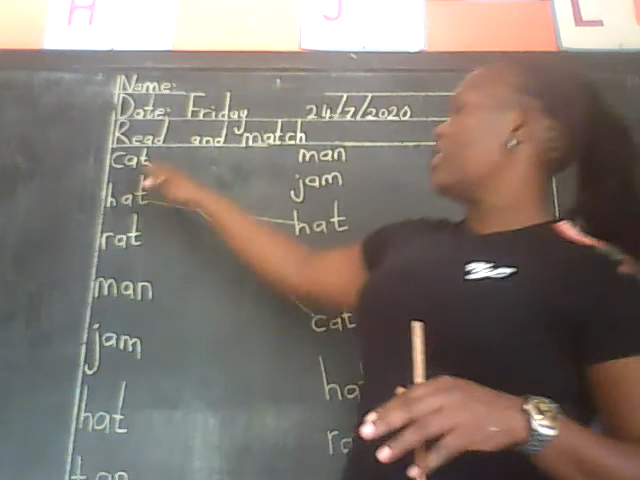 H J L
Name:
Date: Friday 24/7/2020
Read and match
cat man
hat jam
rat hat
man
cat
jam
hat